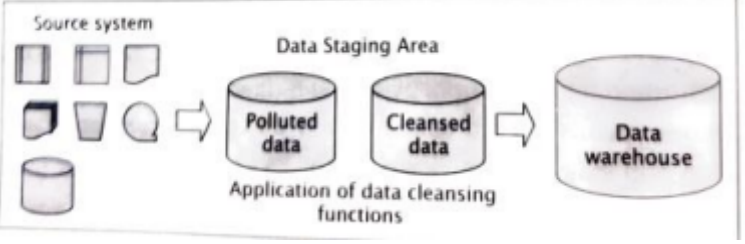 Source system
Data Staging Area
Polluted
data
Cleansed
data
Data
warehouse
Application of data cleansing
functions